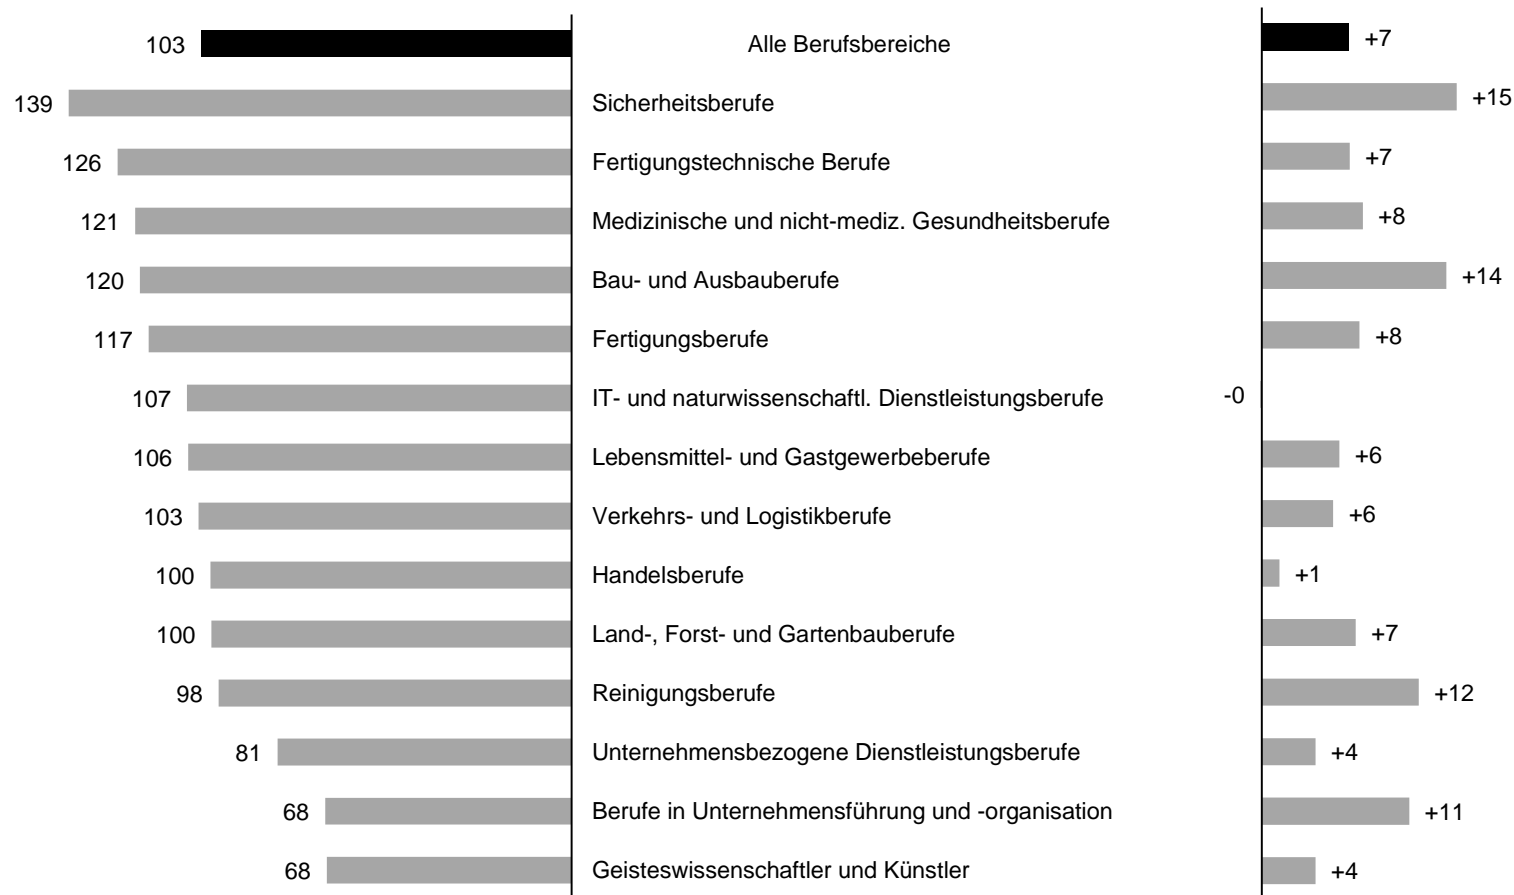 103 Alle Berufsbereiche +7
139 Sicherheitsberufe +15
126 Fertigungstechnische Berufe +7
121 Medizinische und nicht-mediz. Gesundheitsberufe +8
120 Bau- und Ausbauberufe +14
117 Fertigungsberufe +8
107 IT- und naturwissenschaftl. Dienstleistungsberufe -0
106 Lebensmittel- und Gastgewerbeberufe +6
103 Verkehrs- und Logistikberufe +6
100 Handelsberufe +1
100 Land-, Forst- und Gartenbauberufe +7
98 Reinigungsberufe +12
81 Unternehmensbezogene Dienstleistungsberufe +4
68 Berufe in Unternehmensführung und -organisation +11
68 Geisteswissenschaftler und Künstler +4